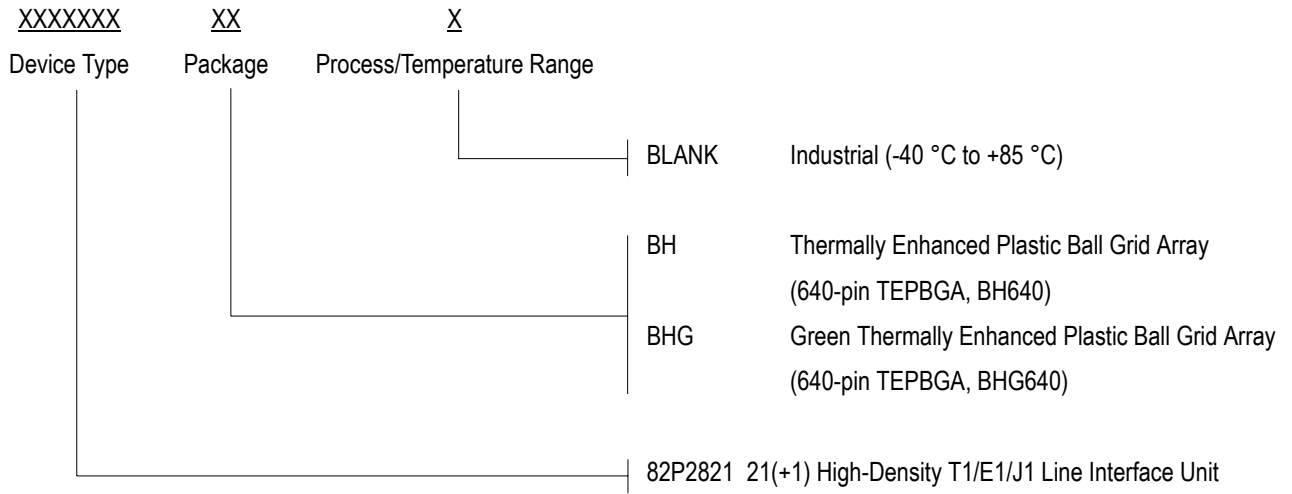 XXXXXXX XX X
Device Type Package Process/Temperature Range
BLANK Industrial (-40 °C to +85 °C)
BH Thermally Enhanced Plastic Ball Grid Array
(640-pin TEPBGA, BH640)
BHG Green Thermally Enhanced Plastic Ball Grid Array
(640-pin TEPBGA, BHG640)
82P2821 21(+1) High-Density T1/E1/J1 Line Interface Unit